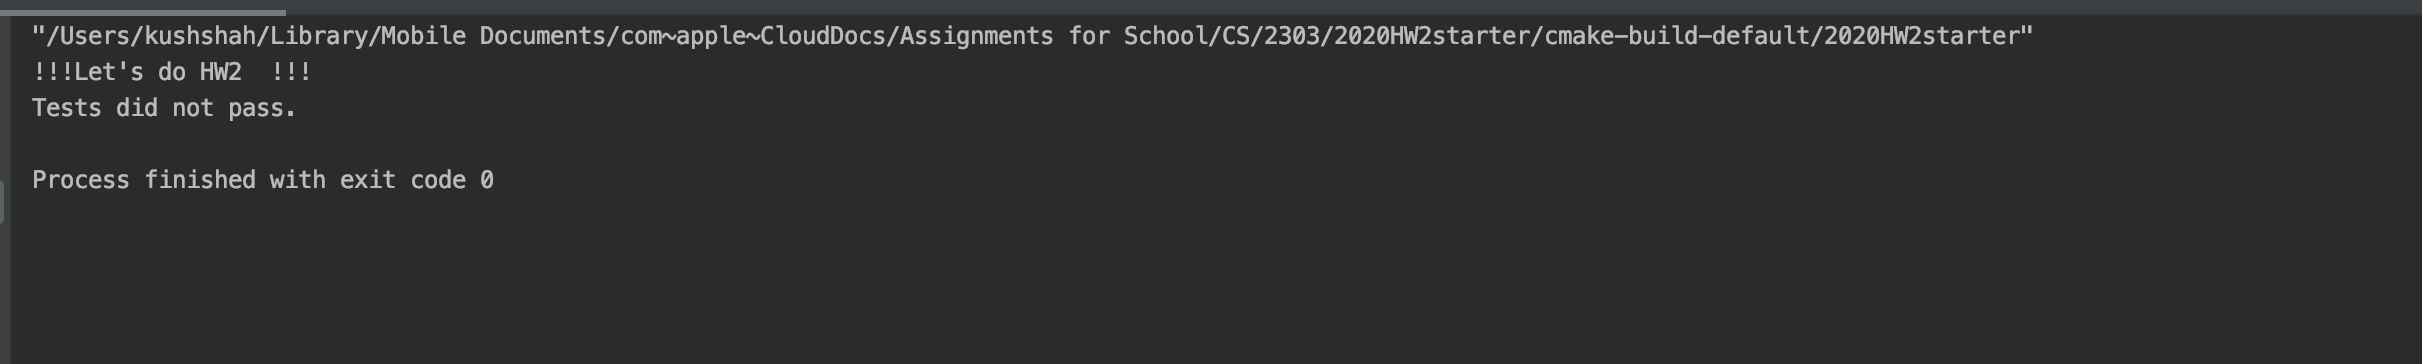 "/Users/kushshah/Library/Mobile Documents/com~apple~CloudDocs/Assignments for School/CS/2303/2020HW2starter/cmake-build-default/2020HW2starter"
!!!Let's do HW2  !!!
Tests did not pass.
Process finished with exit code 0